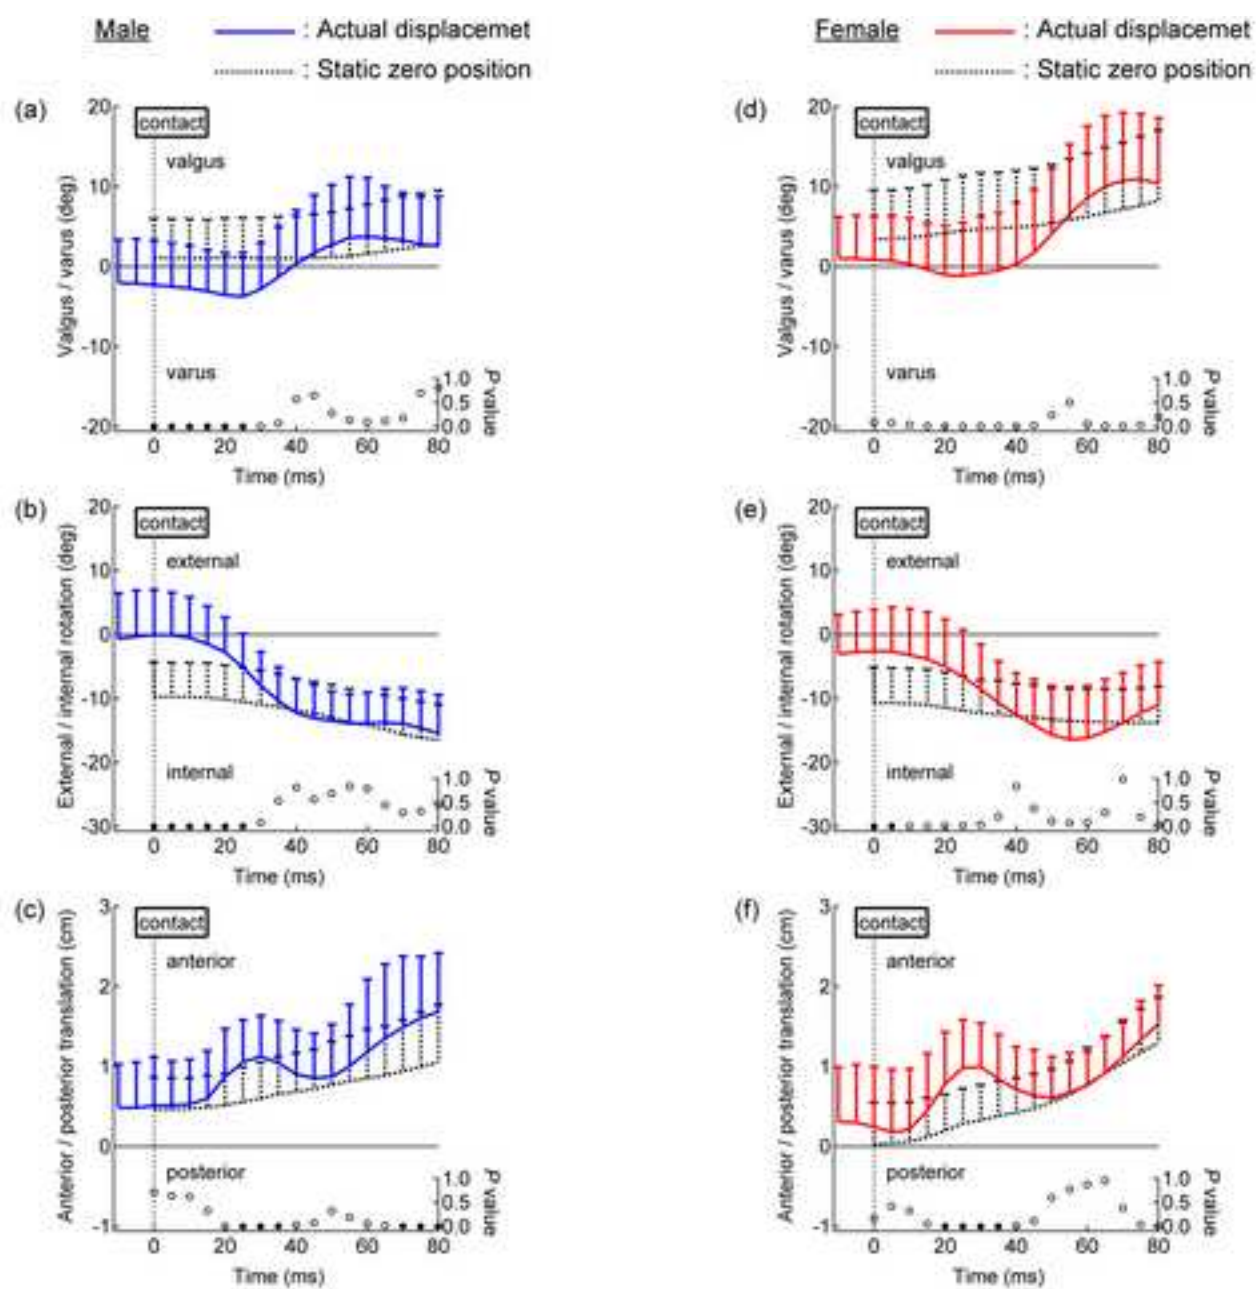 Male : Actual displacemet Female : Actual displacemet
: Static zero position : Static zero position
(a) 20 contact (d) 20 contact
valgus valgus
10 10
Valgus / varus (deg) Valgus / varus (deg)
0 0
-10 -10
varus varus
1.0 1.0
0.5 0.5
-20 0.0 P value -20 0.0 P value
0 20 40 60 80 0 20 40 60 80
Time (ms) Time (ms)
(b) 20 contact (e) 20 contact
external external
10 10
External / internal rotation (deg) External / internal rotation (deg)
0 0
-10 -10
-20 -20
internal internal
1.0 1.0
0.5 0.5
-30 0.0 P value -30 0.0 P value
0 20 40 60 80 0 20 40 60 80
Time (ms) Time (ms)
(c) 3 contact (f) 3 contact
anterior anterior
2 2
Anterior / posterior translation (cm) Anterior / posterior translation (cm)
1 1
0 0
posterior posterior
1.0 1.0
0.5 0.5
-1 0.0 P value -1 0.0 P value
0 20 40 60 80 0 20 40 60 80
Time (ms) Time (ms)